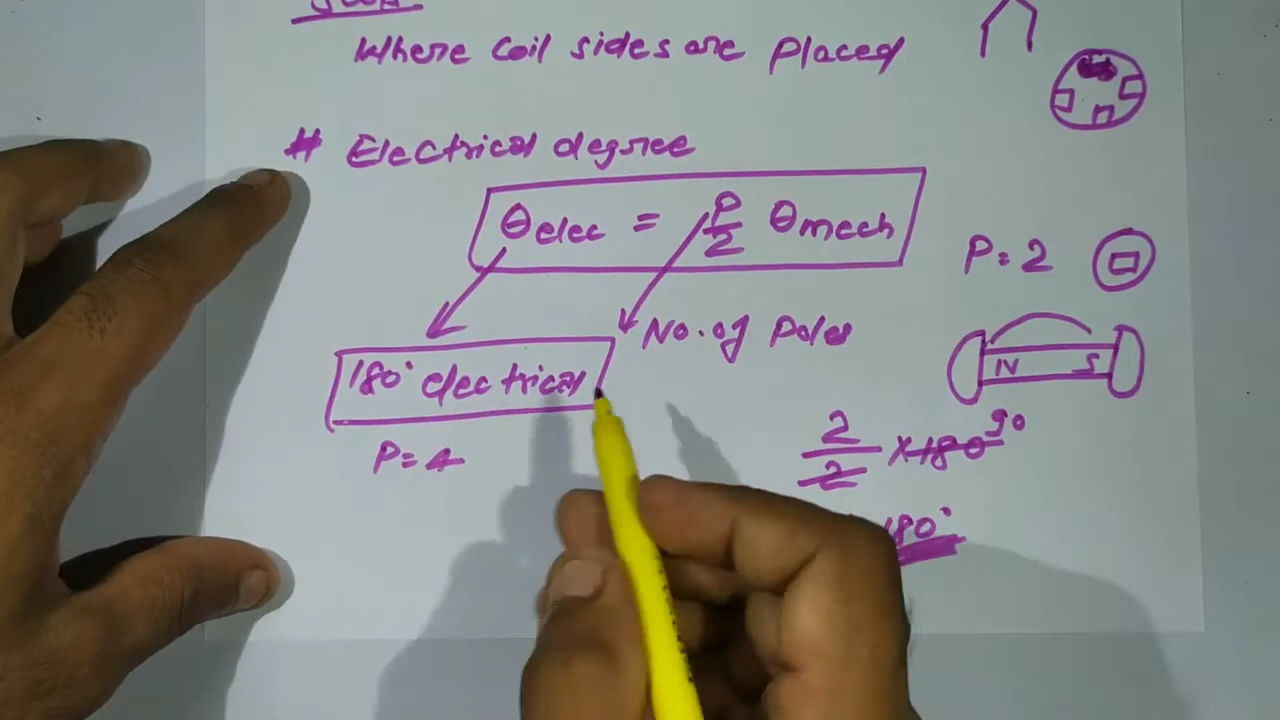 Where coil sides are placed
# Electrical degree
θelec = P/2 θmech
P = 2
No. of Poles
N S
180° electrical
2/2 × 180 90
P = 4
180°